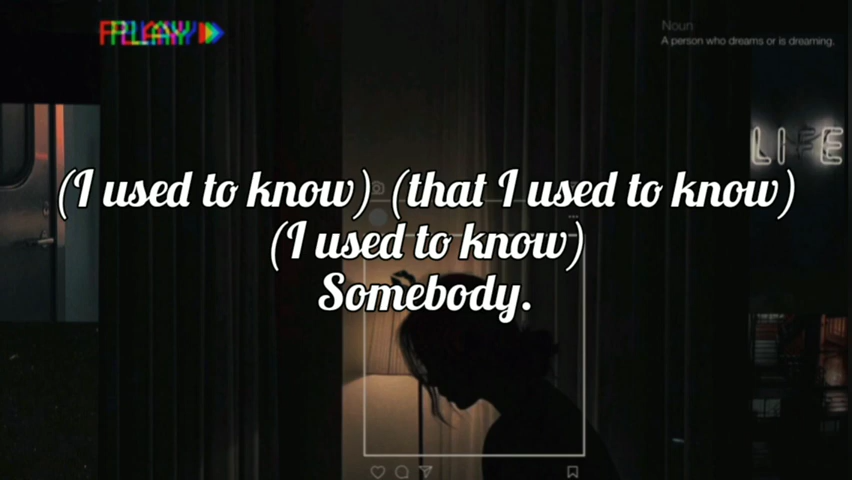 PLAY
Noun
A person who dreams or is dreaming.
LIFE
(I used to know) (that I used to know)
(I used to know)
Somebody.